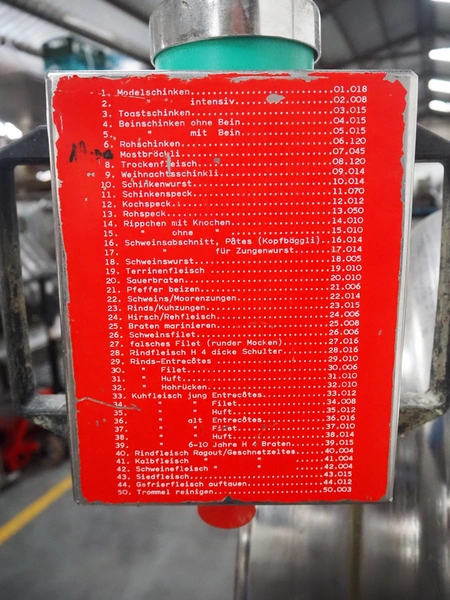 1. Modelschinken..........................01.018
2. " " intensiv..........................02.008
3. Toastschinken..........................03.015
4. Beinschinken ohne Bein..........................04.015
5. " mit Bein..........................05.015
6. Rohschinken..........................06.120
Mostbröckli..........................07.045
8. Trockenfleisch..........................08.120
9. Weihnachtsschinkli..........................09.014
10. Schinkenwurst..........................10.014
11. Schinkenspeck..........................11.070
12. Kochspeck..........................12.012
13. Rohspeck..........................13.050
14. Rippchen mit Knochen..........................14.010
15. " ohne "..........................15.010
16. Schweinsabschnitt, Pâtes (Kopfbäggli)..16.014
17. " für Zungenwurst..17.014
18. Schweinswurst..........................18.005
19. Terrinenfleisch..........................19.010
20. Sauerbraten..........................20.010
21. Pfeffer beizen..........................21.006
22. Schweins/Moorenzungen..........................22.014
23. Rinds/Kuhzungen..........................23.015
24. Hirsch/Rehfleisch..........................24.006
25. Braten marinieren..........................25.008
26. Schweinsfilet..........................26.006
27. falsches Filet (runder Mocken)..........................27.016
28. Rindfleisch H 4 dicke Schulter..........................28.016
29. Rinds-Entrecôtes..........................29.010
30. " Filet..........................30.006
31. " Huft..........................31.010
32. " Hohrücken..........................32.010
33. Kuhfleisch jung Entrecôtes..........................33.012
34. " " Filet..........................34.008
35. " " Huft..........................35.012
36. " alt Entrecôtes..........................36.016
37. " " Filet..........................37.010
38. " " Huft..........................38.014
39. " 6-10 Jahre H 4 Braten..........................39.015
40. Rindfleisch Ragout/Geschnetzeltes..40.004
41. Kalbfleisch " "..........................41.004
42. Schweinefleisch " "..........................42.004
43. Siedfleisch..........................43.015
44. Gefrierfleisch auftauen..........................44.012
50. Trommel reinigen..........................50.003